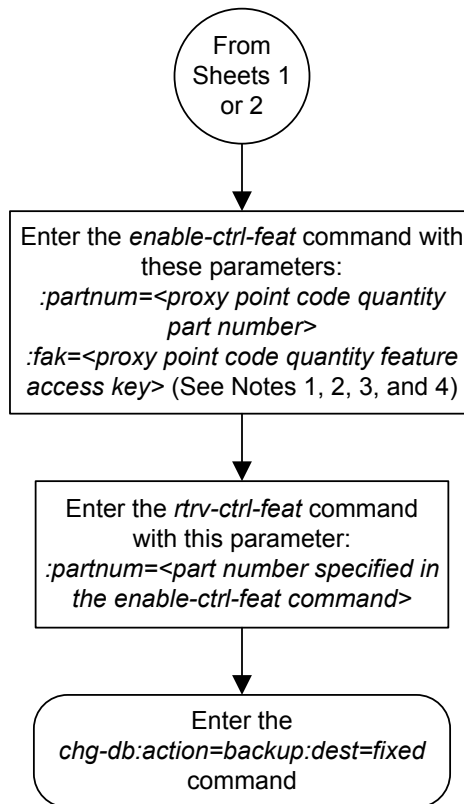 From
Sheets 1
or 2
Enter the enable-ctrl-feat command with
these parameters:
:partnum=<proxy point code quantity
part number>
:fak=<proxy point code quantity feature
access key> (See Notes 1, 2, 3, and 4)
Enter the rtrv-ctrl-feat command
with this parameter:
:partnum=<part number specified in
the enable-ctrl-feat command>
Enter the
chg-db:action=backup:dest=fixed
command